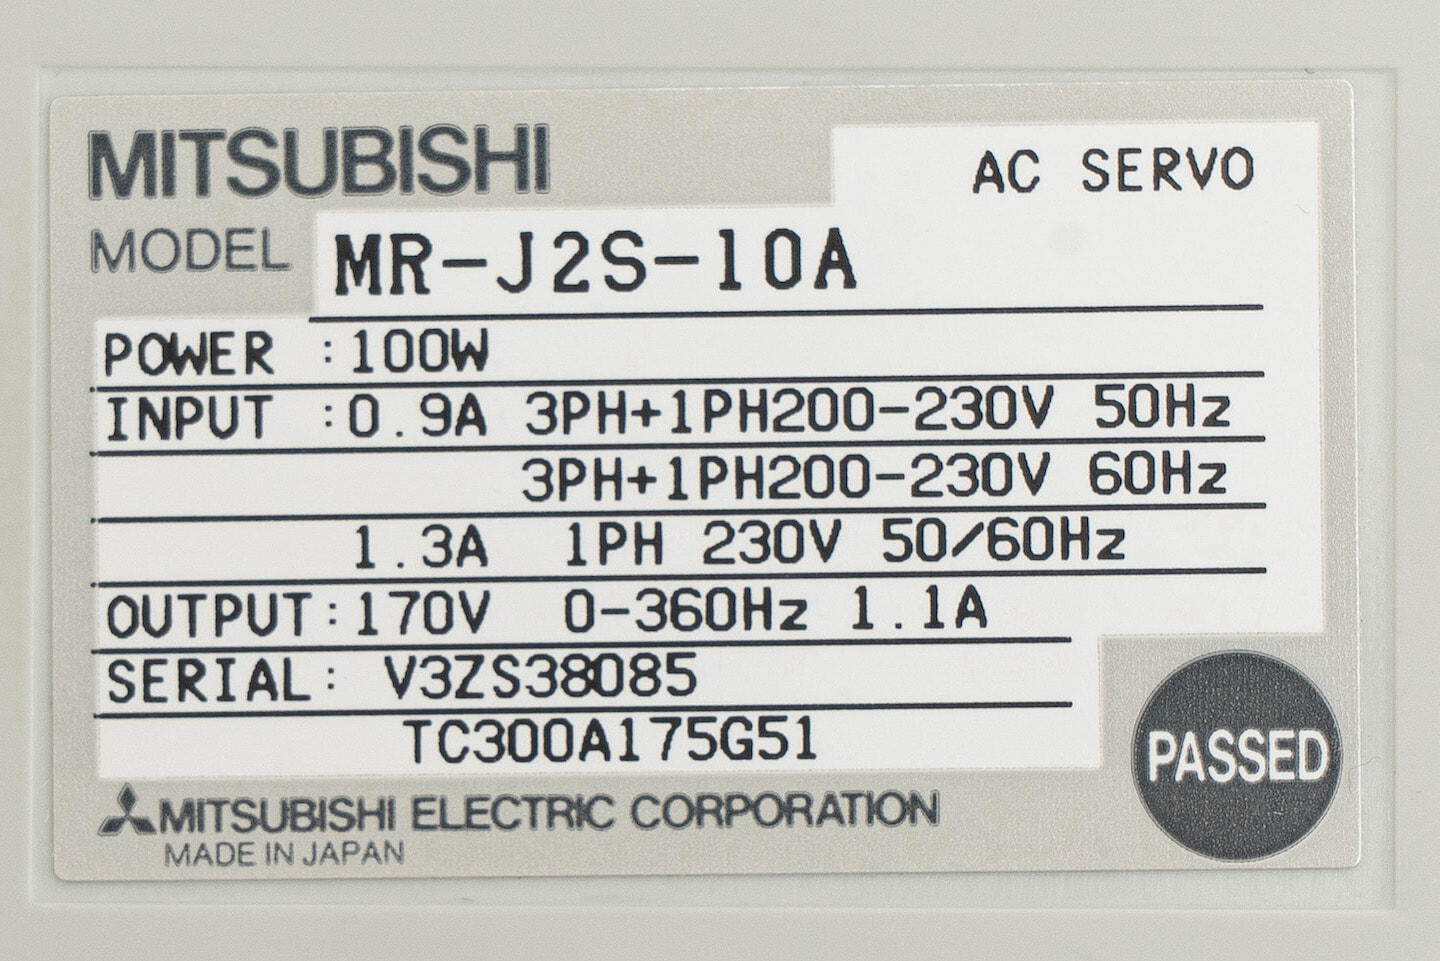 MITSUBISHI
AC SERVO
MODEL MR-J2S-10A
POWER :100W
INPUT :0.9A 3PH+1PH200-230V 50Hz
3PH+1PH200-230V 60Hz
1.3A 1PH 230V 50/60Hz
OUTPUT:170V 0-360Hz 1.1A
SERIAL: V3ZS38085
TC300A175G51
PASSED
MITSUBISHI ELECTRIC CORPORATION
MADE IN JAPAN